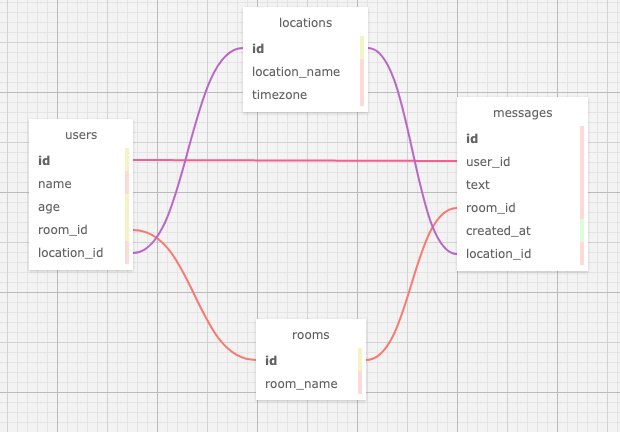 locations
id
location_name
timezone
users
id
name
age
room_id
location_id
messages
id
user_id
text
room_id
created_at
location_id
rooms
id
room_name